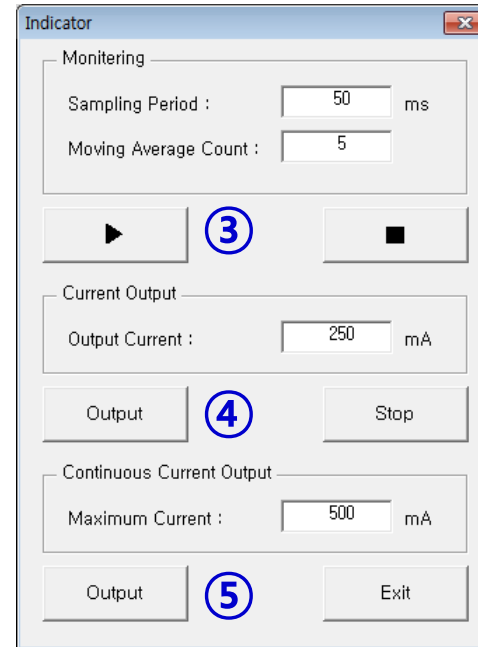 Indicator
Monitering
Sampling Period : 50 ms
Moving Average Count : 5
③
Current Output
Output Current : 250 mA
Output ④ Stop
Continuous Current Output
Maximum Current : 500 mA
Output ⑤ Exit